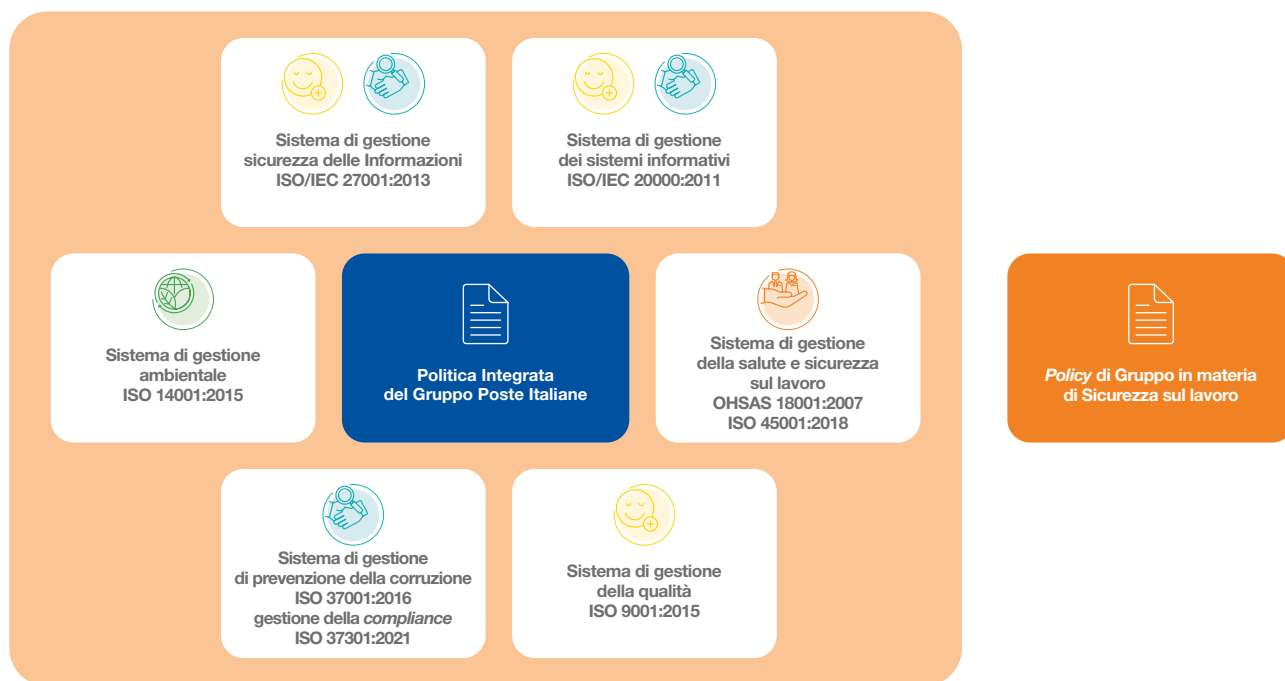 Sistema di gestione
sicurezza delle Informazioni
ISO/IEC 27001:2013
Sistema di gestione
dei sistemi informativi
ISO/IEC 20000:2011
Sistema di gestione
ambientale
ISO 14001:2015
Politica Integrata
del Gruppo Poste Italiane
Sistema di gestione
della salute e sicurezza
sul lavoro
OHSAS 18001:2007
ISO 45001:2018
Policy di Gruppo in materia
di Sicurezza sul lavoro
Sistema di gestione
di prevenzione della corruzione
ISO 37001:2016
gestione della compliance
ISO 37301:2021
Sistema di gestione
della qualità
ISO 9001:2015